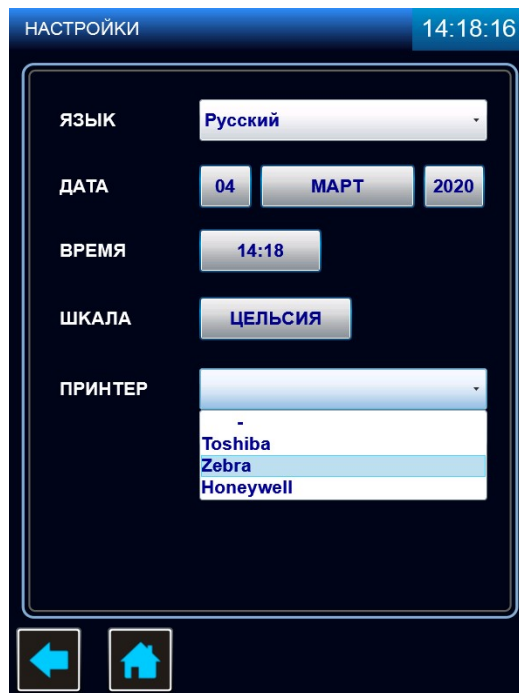 НАСТРОЙКИ 14:18:16
ЯЗЫК Русский
ДАТА 04 МАРТ 2020
ВРЕМЯ 14:18
ШКАЛА ЦЕЛЬСИЯ
ПРИНТЕР
-
Toshiba
Zebra
Honeywell